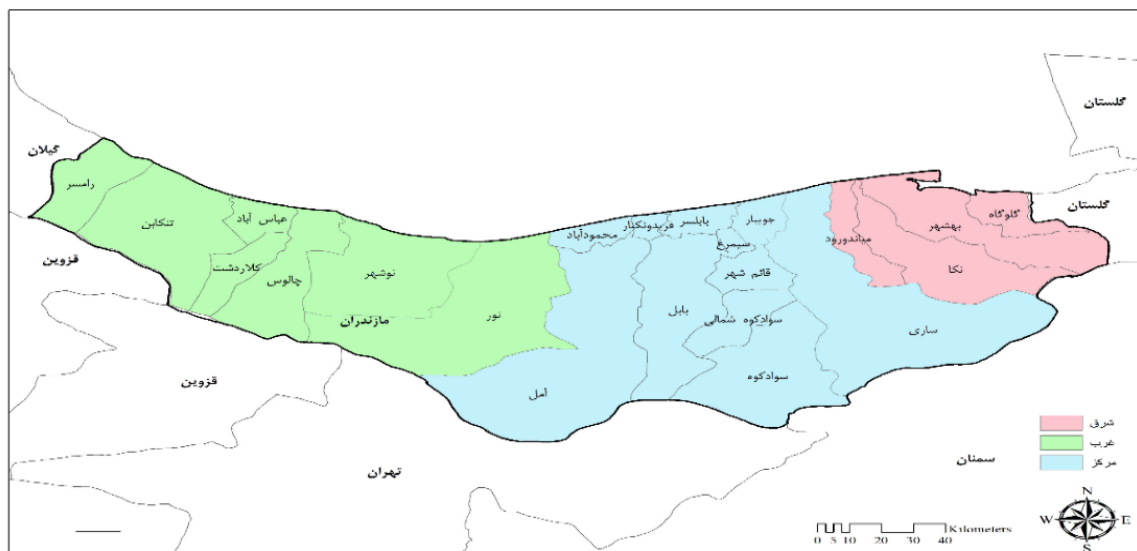 گلستان
گیلان
رامسر
تنکابن
عباس آباد
کلاردشت
چالوس
نوشهر
نور
مازندران
محمودآباد
فریدونکنار
بابلسر
جویبار
سیمرغ
قائم شهر
بابل
سوادکوه شمالی
سوادکوه
آمل
ساری
میاندورود
نکا
بهشهر
گلوگاه
گلستان
قزوین
قزوین
تهران
سمنان
شرق
غرب
مرکز
N
W E
S
Kilometers
0 5 10 20 30 40